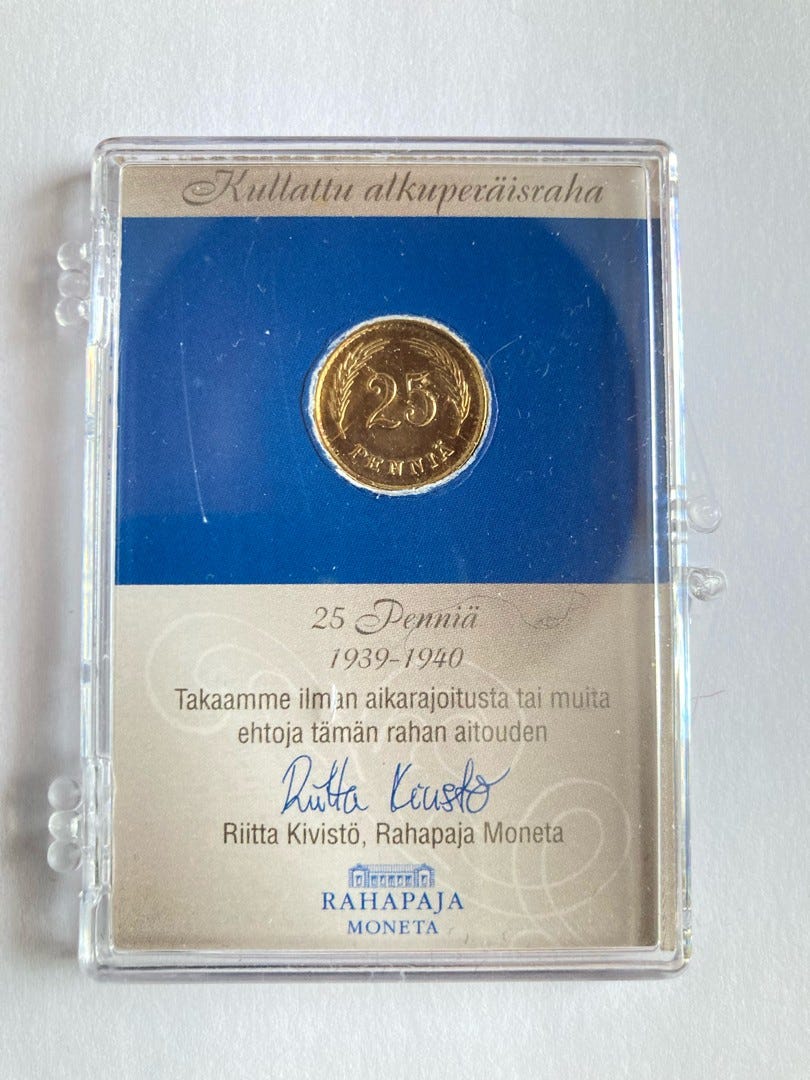 Kullattu alkuperäisraha
25
PENNIÄ
25 Penniä
1939-1940
Takaamme ilman aikarajoitusta tai muita
ehtoja tämän rahan aitouden
Riitta Kivistö
Riitta Kivistö, Rahapaja Moneta
RAHAPAJA
MONETA